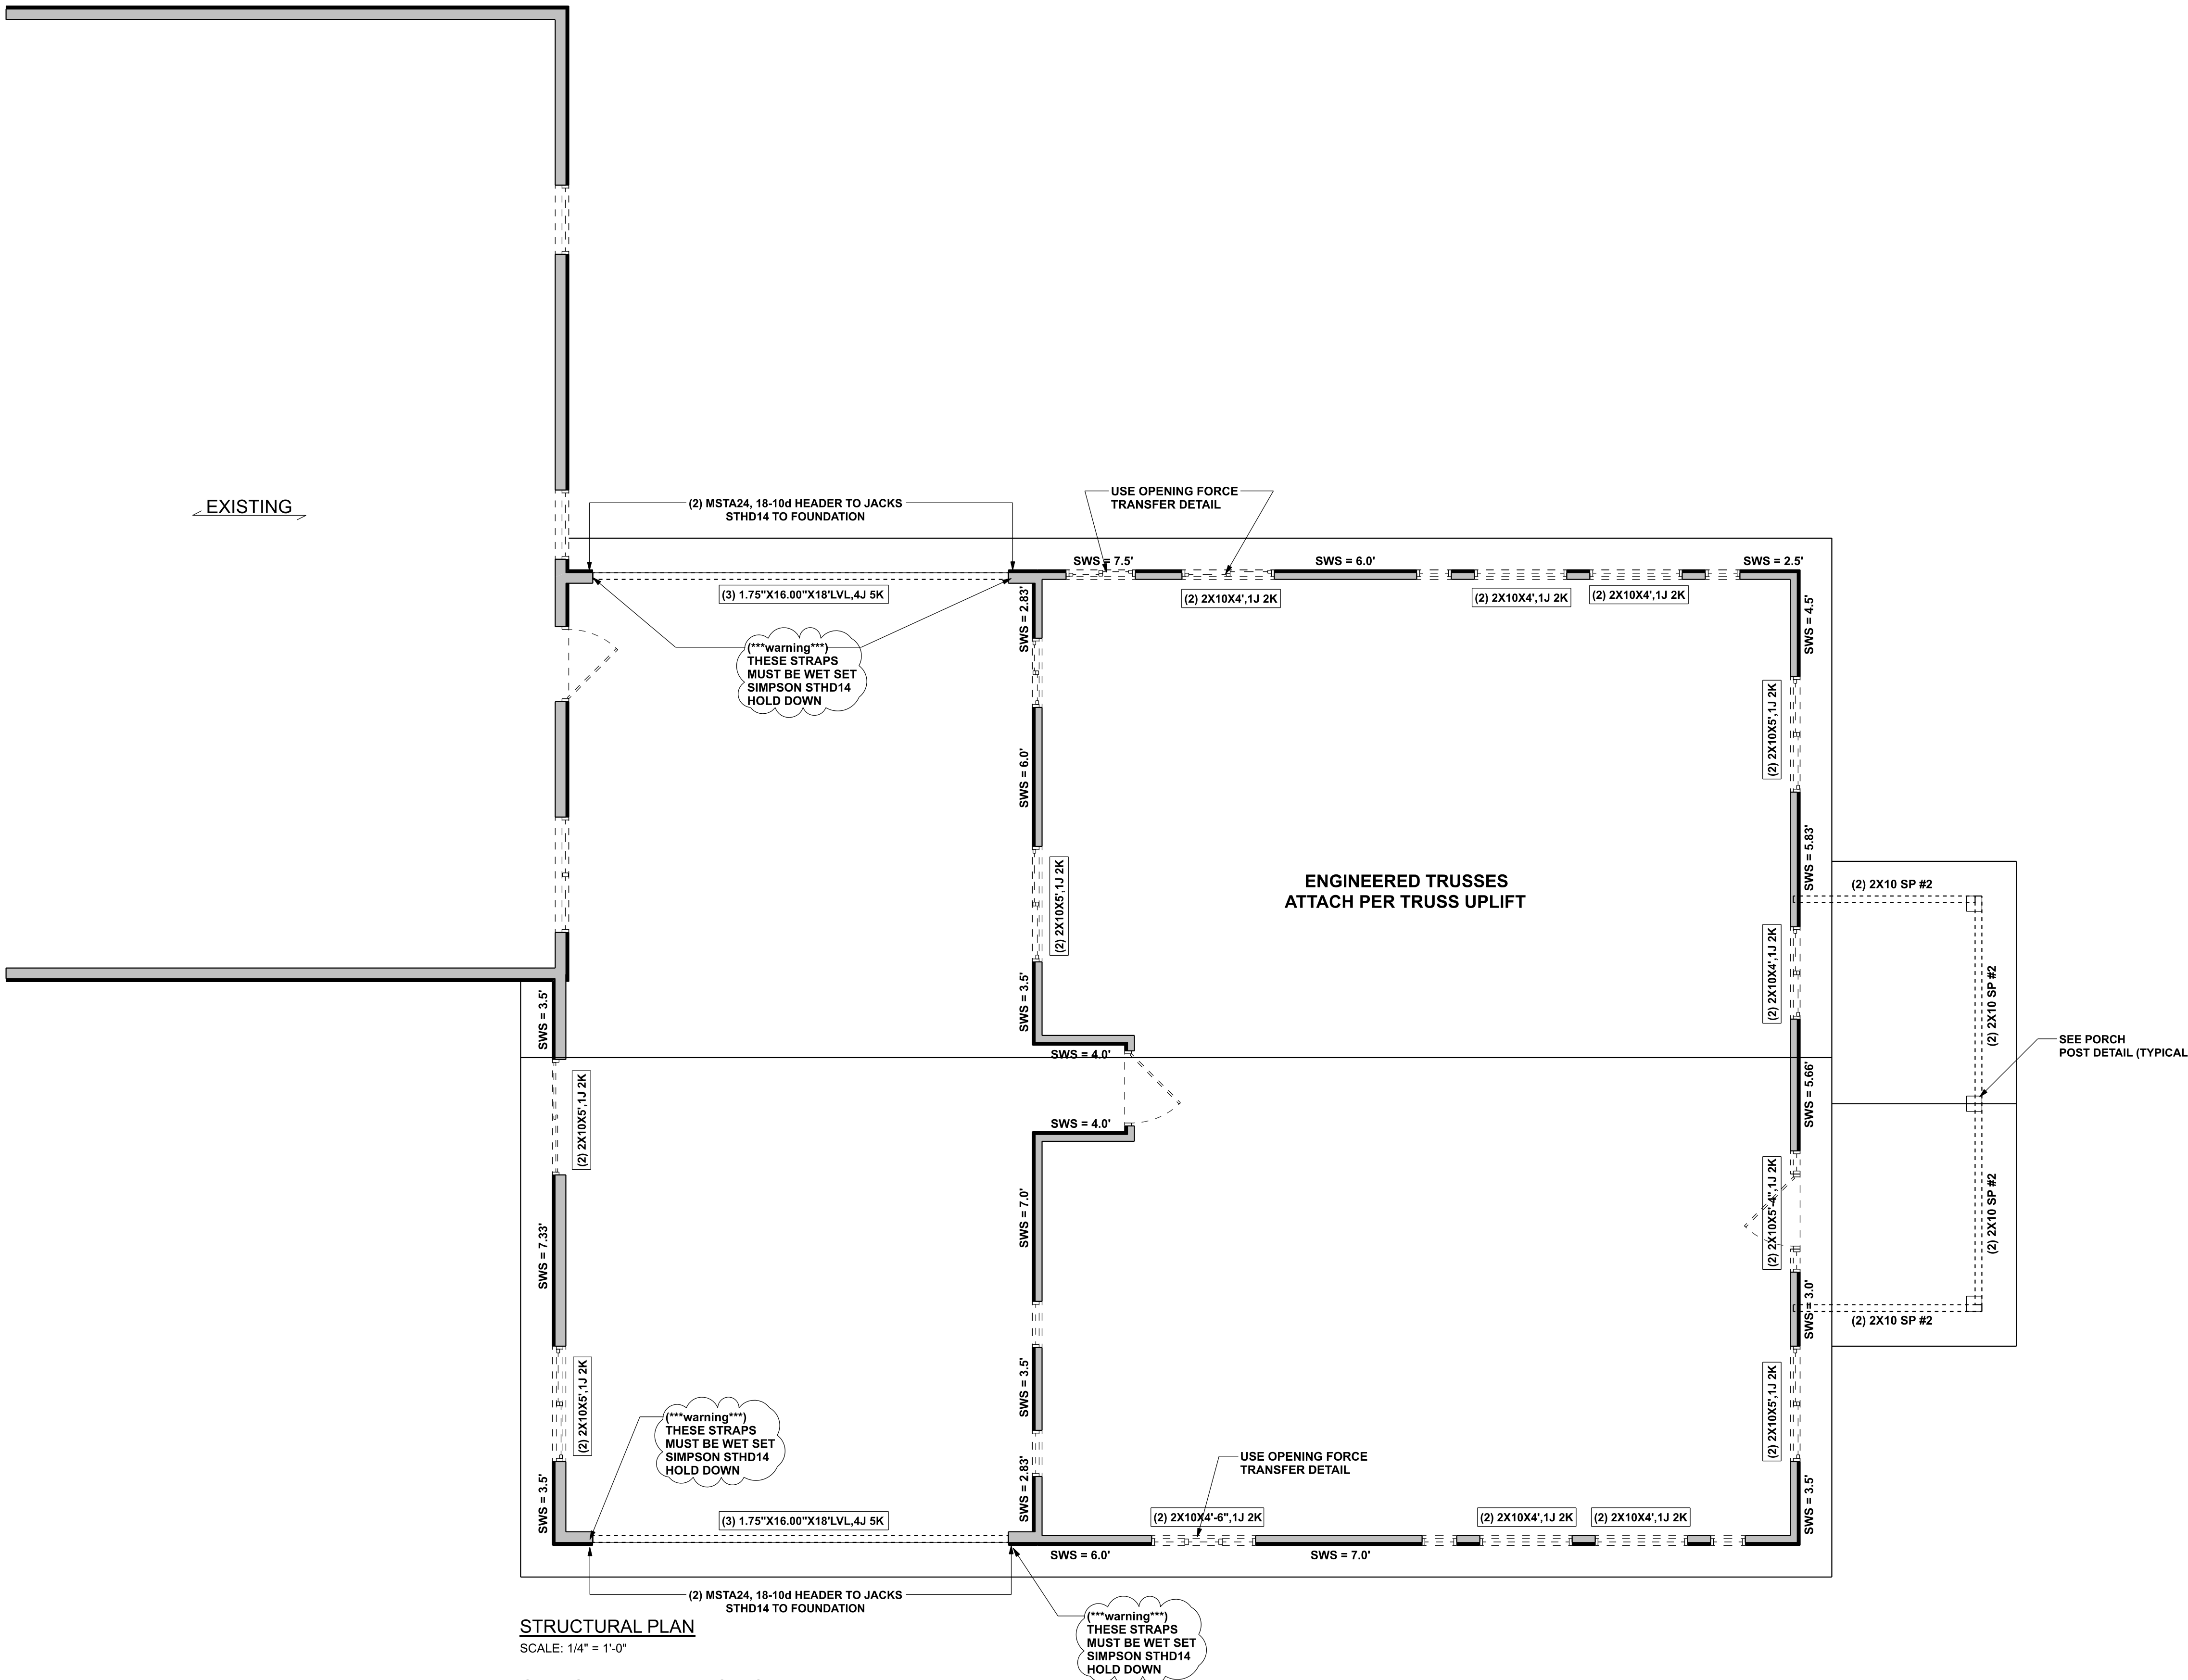 EXISTING
(2) MSTA24, 18-10d HEADER TO JACKS
STHD14 TO FOUNDATION
USE OPENING FORCE
TRANSFER DETAIL
SWS = 7.5'
SWS = 6.0'
SWS = 2.5'
(3) 1.75"X16.00"X18'LVL,4J 5K
(2) 2X10X4',1J 2K
(2) 2X10X4',1J 2K
(2) 2X10X4',1J 2K
SWS = 2.83'
SWS = 4.5'
(***warning***)
THESE STRAPS
MUST BE WET SET
SIMPSON STHD14
HOLD DOWN
(2) 2X10X5',1J 2K
SWS = 6.0'
SWS = 5.83'
(2) 2X10X5',1J 2K
ENGINEERED TRUSSES
ATTACH PER TRUSS UPLIFT
(2) 2X10 SP #2
(2) 2X10X4',1J 2K
(2) 2X10 SP #2
SWS = 3.5'
SWS = 3.5'
SWS = 4.0'
SEE PORCH
POST DETAIL (TYPICAL
SWS = 5.66'
(2) 2X10X5',1J 2K
SWS = 4.0'
SWS = 7.33'
SWS = 7.0'
(2) 2X10X5'-4",1J 2K
(2) 2X10 SP #2
SWS = 3.0'
(2) 2X10 SP #2
(2) 2X10X5',1J 2K
SWS = 3.5'
(2) 2X10X5',1J 2K
(***warning***)
THESE STRAPS
MUST BE WET SET
SIMPSON STHD14
HOLD DOWN
USE OPENING FORCE
TRANSFER DETAIL
SWS = 3.5'
SWS = 2.83'
SWS = 3.5'
(3) 1.75"X16.00"X18'LVL,4J 5K
(2) 2X10X4'-6",1J 2K
(2) 2X10X4',1J 2K
(2) 2X10X4',1J 2K
SWS = 6.0'
SWS = 7.0'
(2) MSTA24, 18-10d HEADER TO JACKS
STHD14 TO FOUNDATION
(***warning***)
THESE STRAPS
MUST BE WET SET
SIMPSON STHD14
HOLD DOWN
STRUCTURAL PLAN
SCALE: 1/4" = 1'-0"